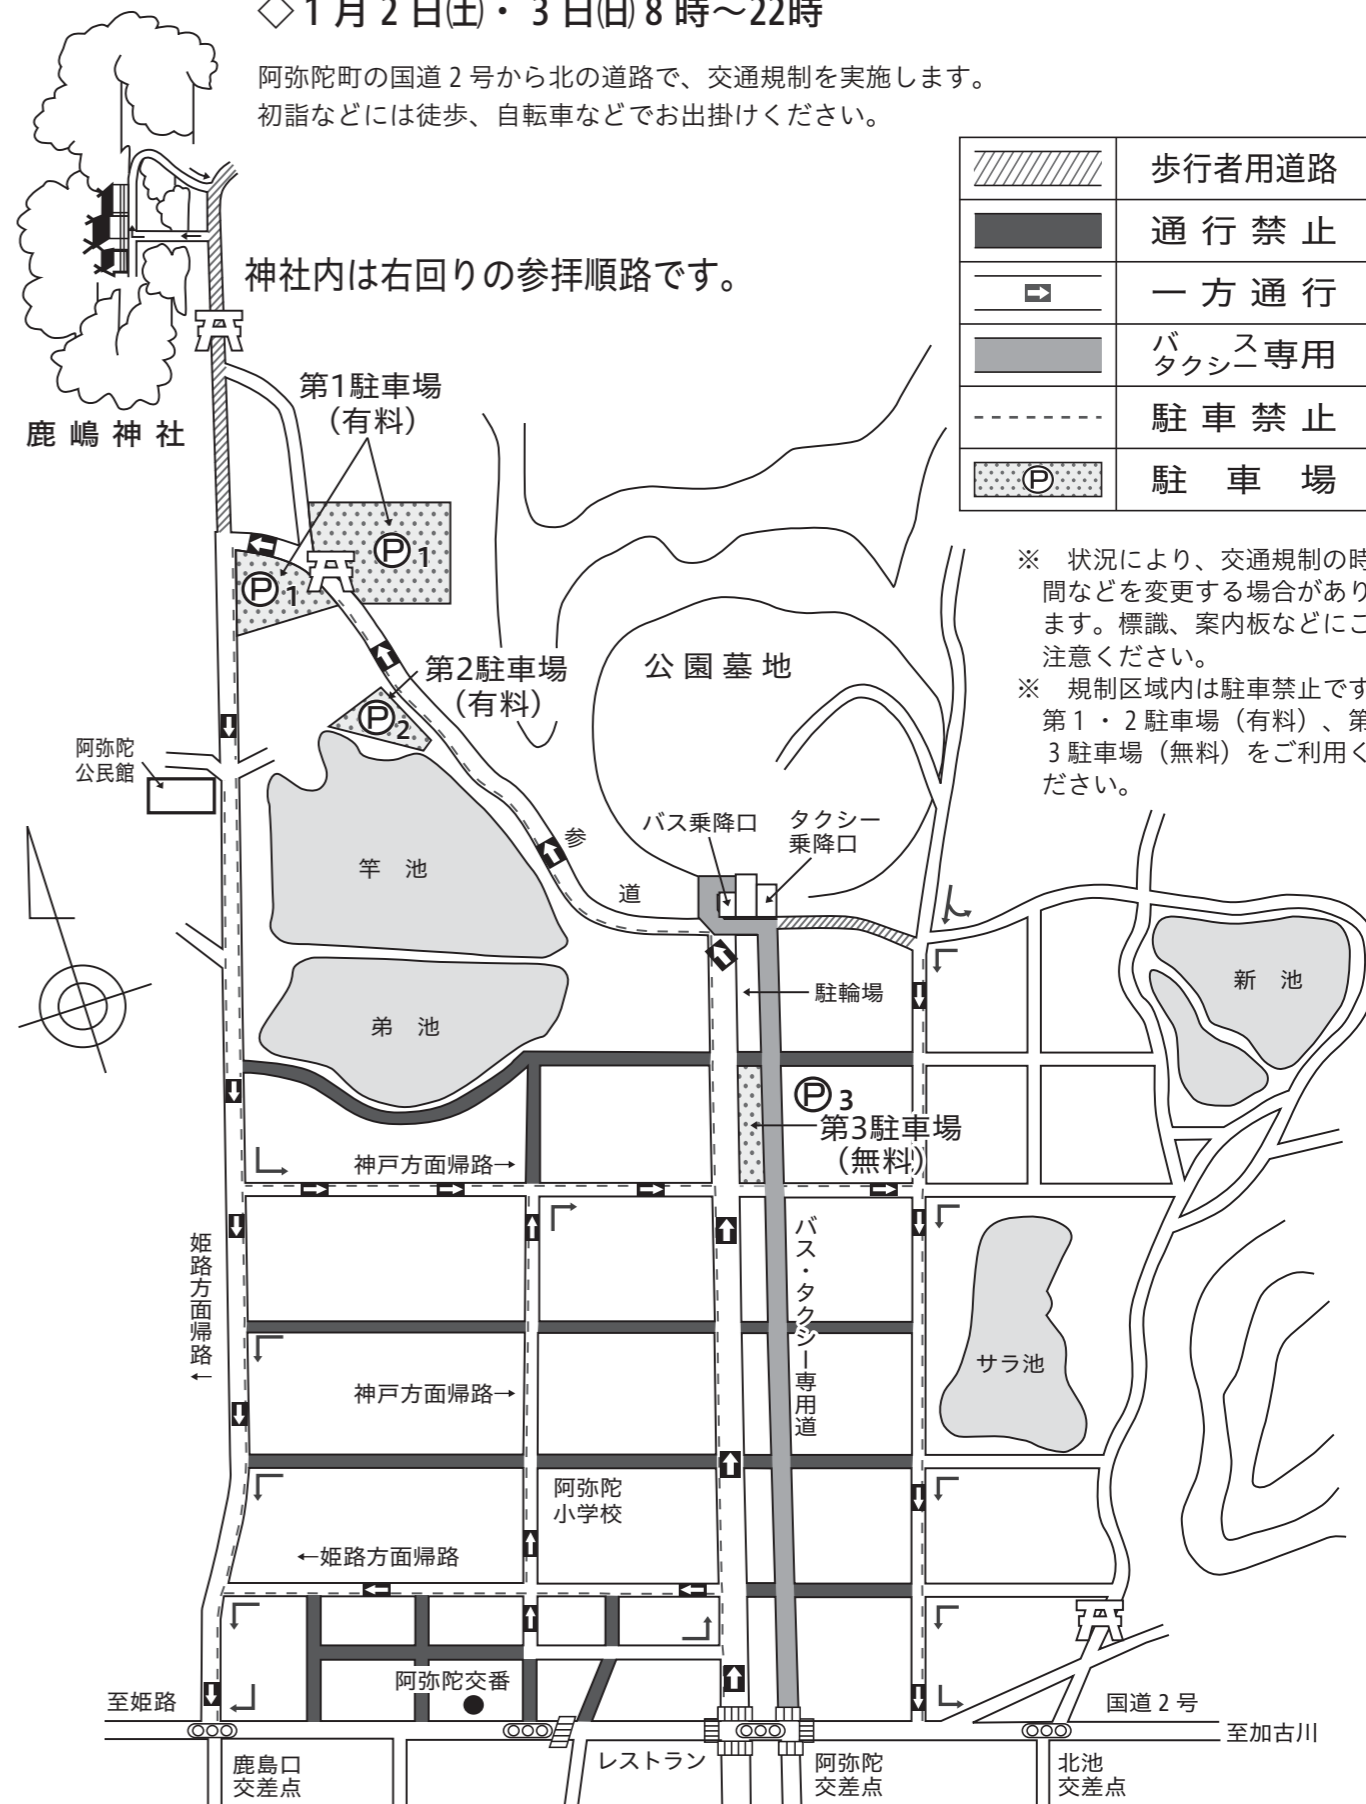 ◇１月２日㈯・３日㈰８時～22時
阿弥陀町の国道２号から北の道路で、交通規制を実施します。
初詣などには徒歩、自転車などでお出掛けください。
歩行者用道路
通行禁止
一方通行
バス
タクシー専用
駐車禁止
Ⓟ 駐車場
神社内は右回りの参拝順路です。
鹿嶋神社
第1駐車場
（有料）
Ⓟ1
Ⓟ1
※　状況により、交通規制の時
間などを変更する場合があり
ます。標識、案内板などにご
注意ください。
※　規制区域内は駐車禁止です
第１・２駐車場（有料）、第
３駐車場（無料）をご利用く
ださい。
第2駐車場
（有料）
Ⓟ2
公園墓地
阿弥陀
公民館
バス乗降口
タクシー
乗降口
参道
竿池
弟池
新池
駐輪場
Ⓟ3
第3駐車場
（無料）
神戸方面帰路→
姫路方面帰路←
バス・タクシー専用道
サラ池
神戸方面帰路→
阿弥陀
小学校
←姫路方面帰路
阿弥陀交番
至姫路
国道２号
至加古川
鹿島口
交差点
レストラン
阿弥陀
交差点
北池
交差点